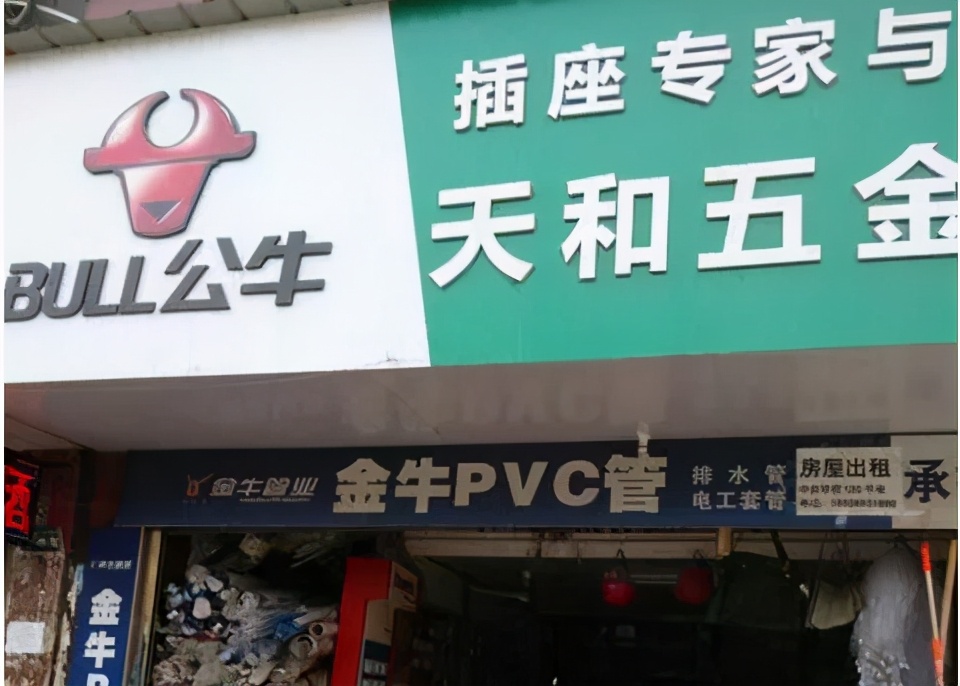 插座专家与
天和五金
BULL公牛
金牛管业
金牛PVC管
排水管
电工套管
房屋出租
承
金牛P